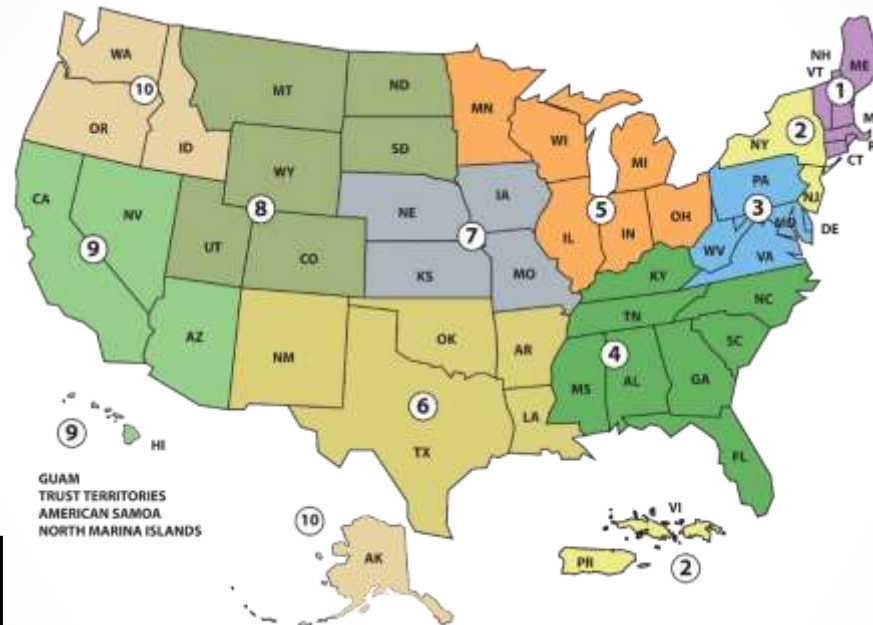 WA
MT
ND
MN
NH
VT
ME
10
1
OR
ID
WY
SD
WI
MI
NY
2
CT
CA
NV
8
NE
IA
5
PA
NJ
3
9
UT
CO
7
IL
IN
OH
WV
MD
DE
VA
KS
MO
KY
AZ
NM
OK
AR
TN
NC
4
SC
6
TX
LA
MS
AL
GA
9
HI
FL
GUAM
TRUST TERRITORIES
AMERICAN SAMOA
NORTH MARINA ISLANDS
10
AK
VI
PR
2